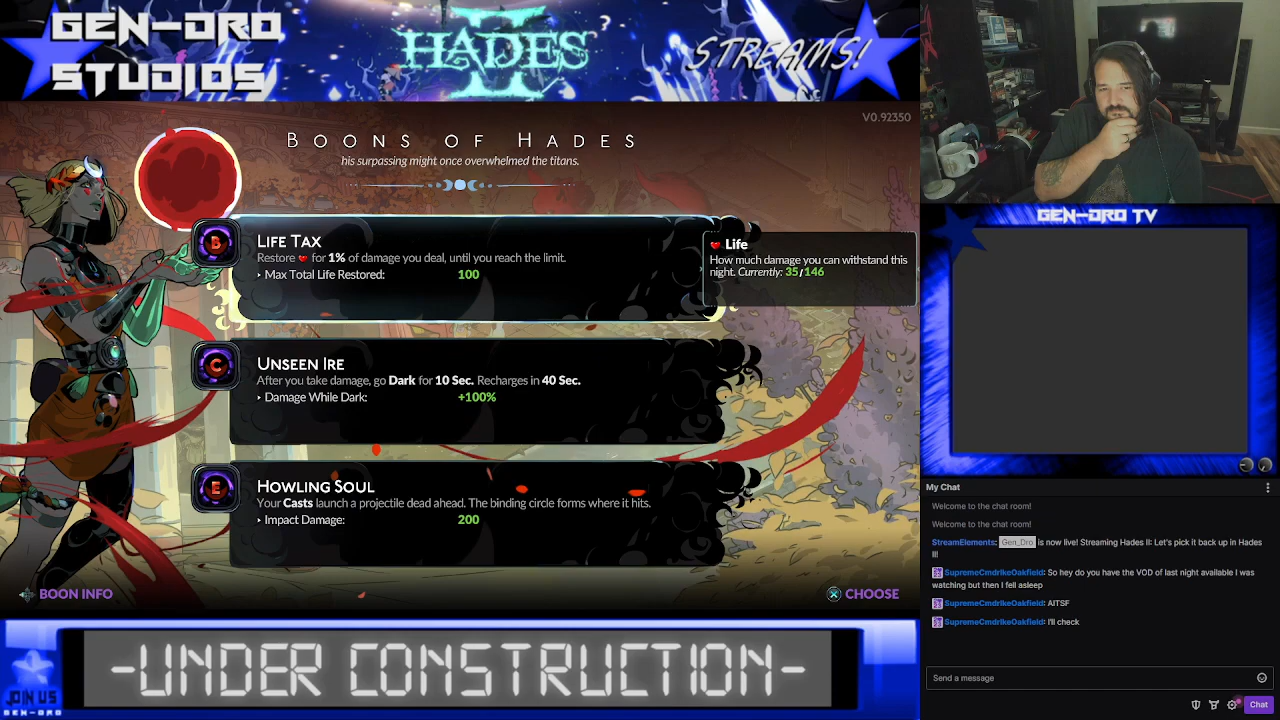 GEN-DRO
STUDIOS
HADES
II
STREAMS!
V0.92350
BOONS OF HADES
his surpassing might once overwhelmed the titans.
B
LIFE TAX
Restore ❤ for 1% of damage you deal, until you reach the limit.
▸ Max Total Life Restored: 100
❤ Life
How much damage you can withstand this
night. Currently: 35/146
C
UNSEEN IRE
After you take damage, go Dark for 10 Sec. Recharges in 40 Sec.
▸ Damage While Dark: +100%
E
HOWLING SOUL
Your Casts launch a projectile dead ahead. The binding circle forms where it hits.
▸ Impact Damage: 200
BOON INFO
CHOOSE
JOIN US
GEN-DRO
-UNDER CONSTRUCTION-
GEN-DRO TV
My Chat
Welcome to the chat room!
Welcome to the chat room!
StreamElements: Gen_Dro is now live! Streaming Hades II: Let's pick it back up in Hades
II!
SupremeCmdrIkeOakfield: So hey do you have the VOD of last night available I was
watching but then I fell asleep
SupremeCmdrIkeOakfield: AITSF
SupremeCmdrIkeOakfield: I'll check
Send a message
Chat